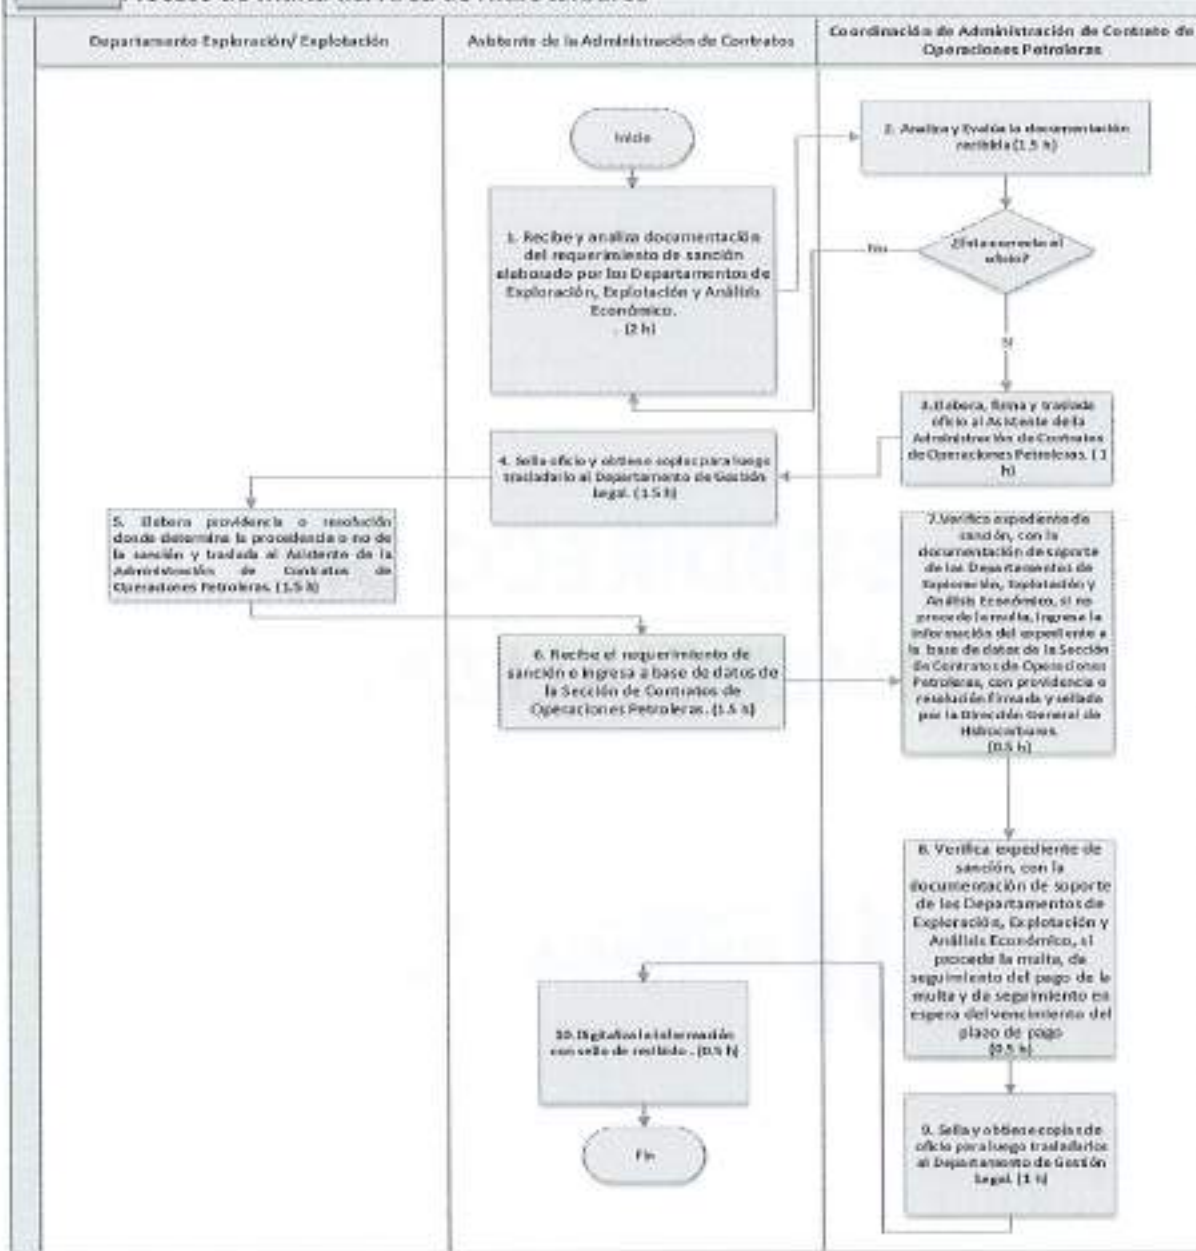 Departamento Exploración/ Explotación
Asistente de la Administración de Contratos
Coordinación de Administración de Contrato de
Operaciones Petroleras
Inicio
1. Recibe y analiza documentación
del requerimiento de sanción
elaborado por los Departamentos de
Exploración, Explotación y Análisis
Económico.
. (2 h)
2. Analiza y Evalúa la documentación
recibida (1.5 h)
¿Esta correcto el
oficio?
Sí
3. Elabora, firma y traslada
oficio al Asistente de la
Administración de Contratos
de Operaciones Petroleras. ( 1
h)
4. Sella oficio y obtiene copias para luego
trasladarlo al Departamento de Gestión
Legal. (1.5 h)
5. Elabora providencia o resolución
donde determina la procedencia o no de
la sanción y traslada al Asistente de la
Administración de Contratos de
Operaciones Petroleras. (1.5 h)
6. Recibe el requerimiento de
sanción e ingresa a base de datos de
la Sección de Contratos de
Operaciones Petroleras. (1.5 h)
7. Verifica expediente de
sanción, con la
documentación de soporte
de los Departamentos de
Exploración, Explotación y
Análisis Económico, si no
procede la multa, ingresa la
información del expediente a
la base de datos de la Sección
de Contratos de Operaciones
Petroleras, con providencia o
resolución firmada y sellada
por la Dirección General de
Hidrocarburos.
(0.5 h)
8. Verifica expediente de
sanción, con la
documentación de soporte
de los Departamentos de
Exploración, Explotación y
Análisis Económico, si
procede la multa, da
seguimiento del pago de la
multa y da seguimiento en
espera del vencimiento del
plazo de pago
(0.5 h)
9. Sella y obtiene copias de
oficio para luego trasladarlos
al Departamento de Gestión
Legal. (1 h)
10. Digitaliza la información
con sello de recibido . (0.5 h)
Fin